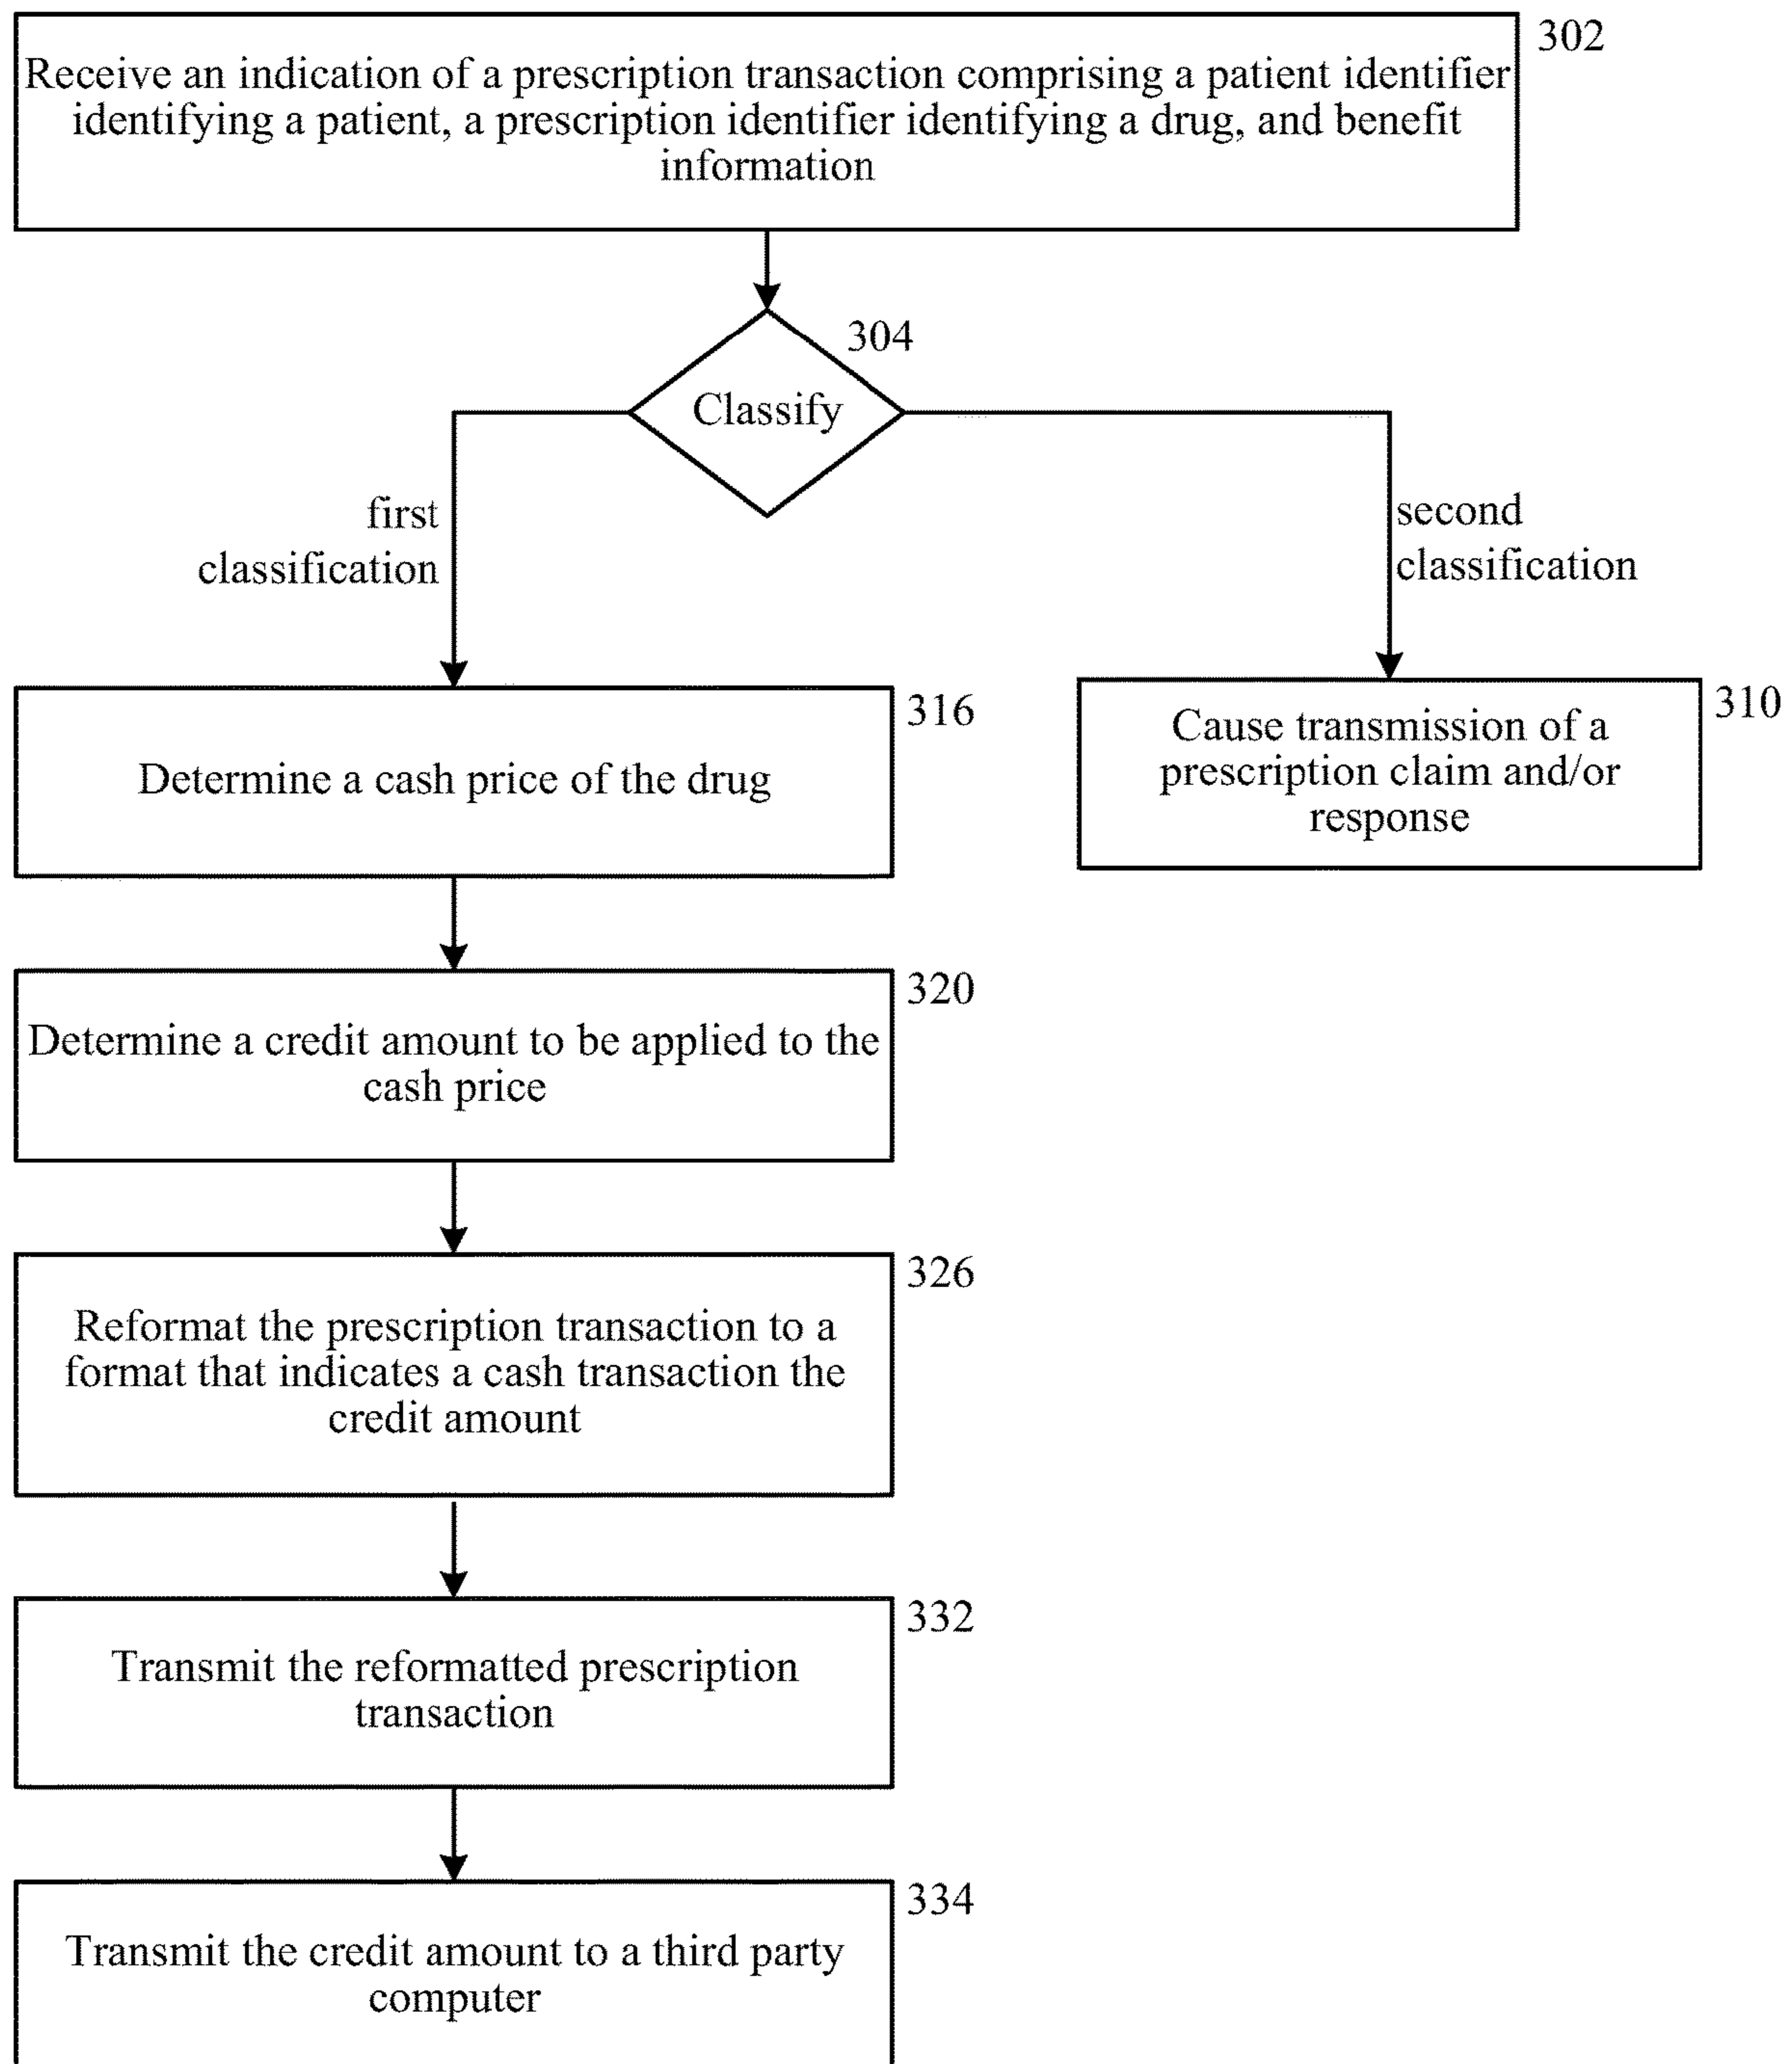 302
Receive an indication of a prescription transaction comprising a patient identifier
identifying a patient, a prescription identifier identifying a drug, and benefit
information
304
Classify
first
classification
second
classification
316
Determine a cash price of the drug
310
Cause transmission of a
prescription claim and/or
response
320
Determine a credit amount to be applied to the
cash price
326
Reformat the prescription transaction to a
format that indicates a cash transaction the
credit amount
332
Transmit the reformatted prescription
transaction
334
Transmit the credit amount to a third party
computer